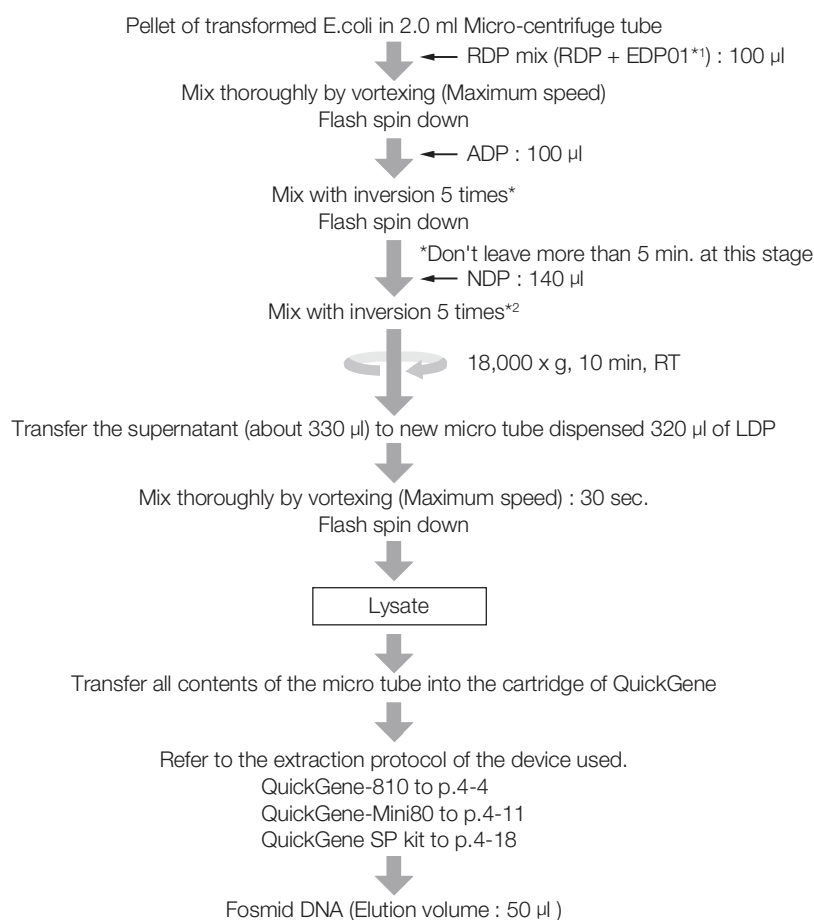 Pellet of transformed E.coli in 2.0 ml Micro-centrifuge tube
RDP mix (RDP + EDP01*1) : 100 µl
Mix thoroughly by vortexing (Maximum speed)
Flash spin down
ADP : 100 µl
Mix with inversion 5 times*
Flash spin down
*Don't leave more than 5 min. at this stage
NDP : 140 µl
Mix with inversion 5 times*2
18,000 x g, 10 min, RT
Transfer the supernatant (about 330 µl) to new micro tube dispensed 320 µl of LDP
Mix thoroughly by vortexing (Maximum speed) : 30 sec.
Flash spin down
Lysate
Transfer all contents of the micro tube into the cartridge of QuickGene
Refer to the extraction protocol of the device used.
QuickGene-810 to p.4-4
QuickGene-Mini80 to p.4-11
QuickGene SP kit to p.4-18
Fosmid DNA (Elution volume : 50 µl )